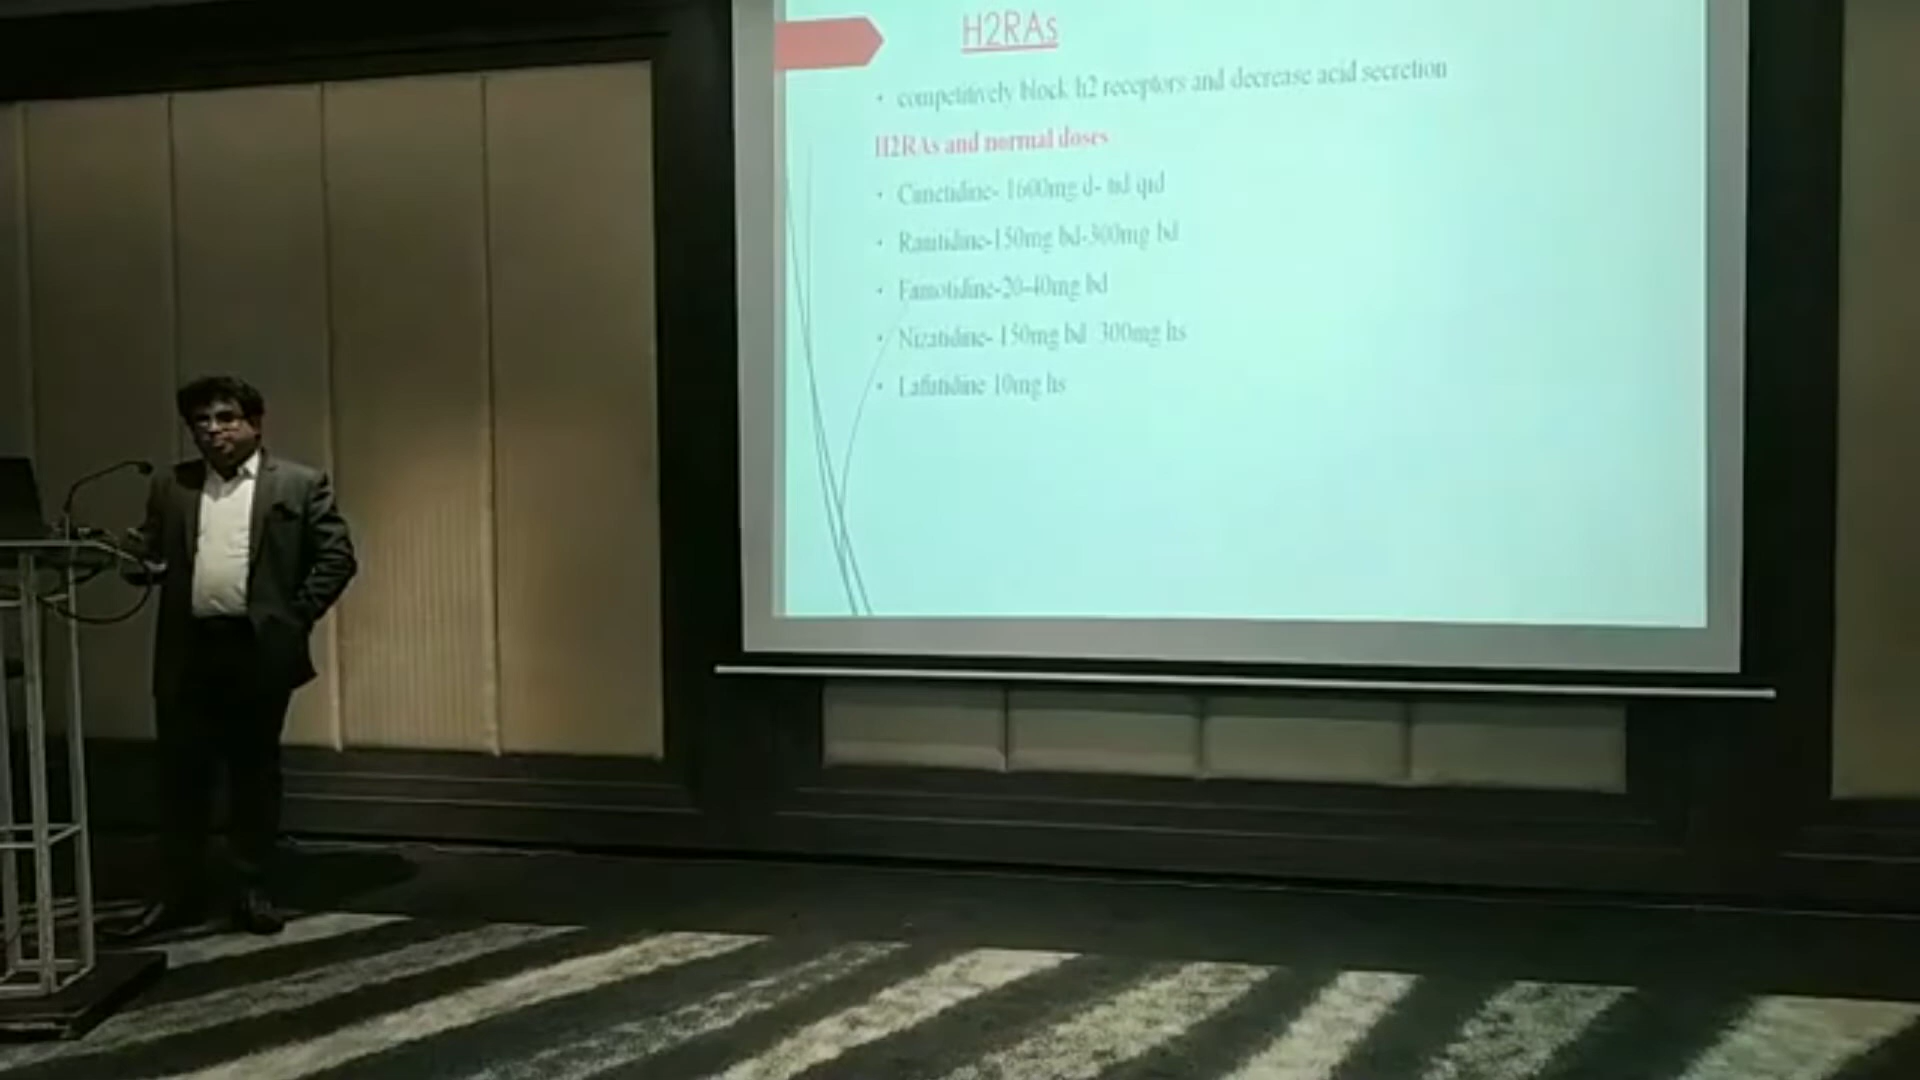 H2RAs
• competitively block h2 receptors and decrease acid secretion
H2RAs and normal doses
• Cimetidine- 1600mg d- tid qid
• Ranitidine-150mg bd-300mg bd
• Famotidine-20-40mg bd
• Nizatidine- 150mg bd 300mg hs
• Lafutidine 10mg hs